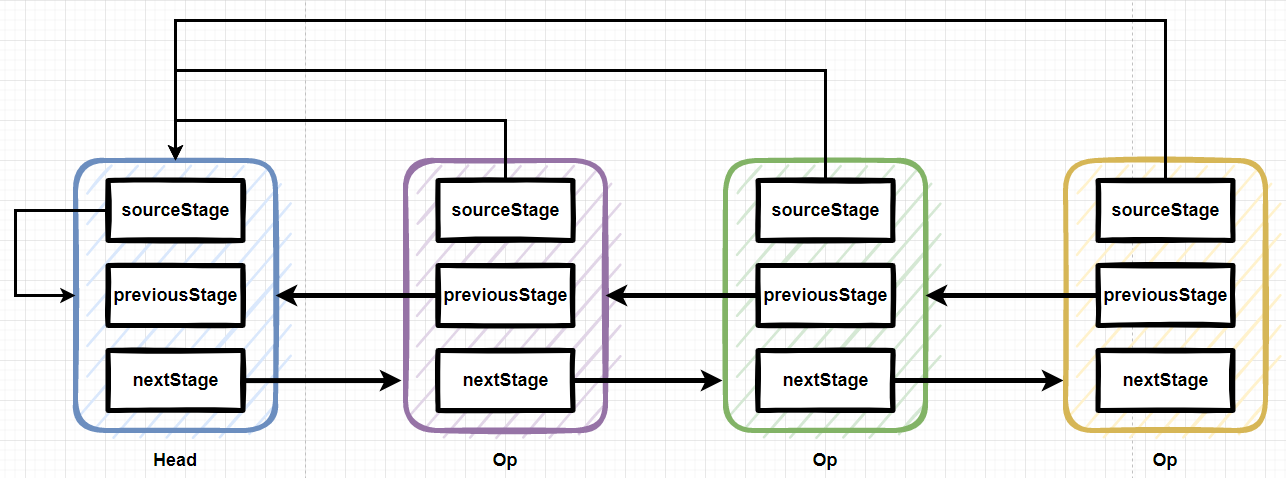 sourceStage
sourceStage
sourceStage
sourceStage
previousStage
previousStage
previousStage
previousStage
nextStage
nextStage
nextStage
nextStage
Head
Op
Op
Op